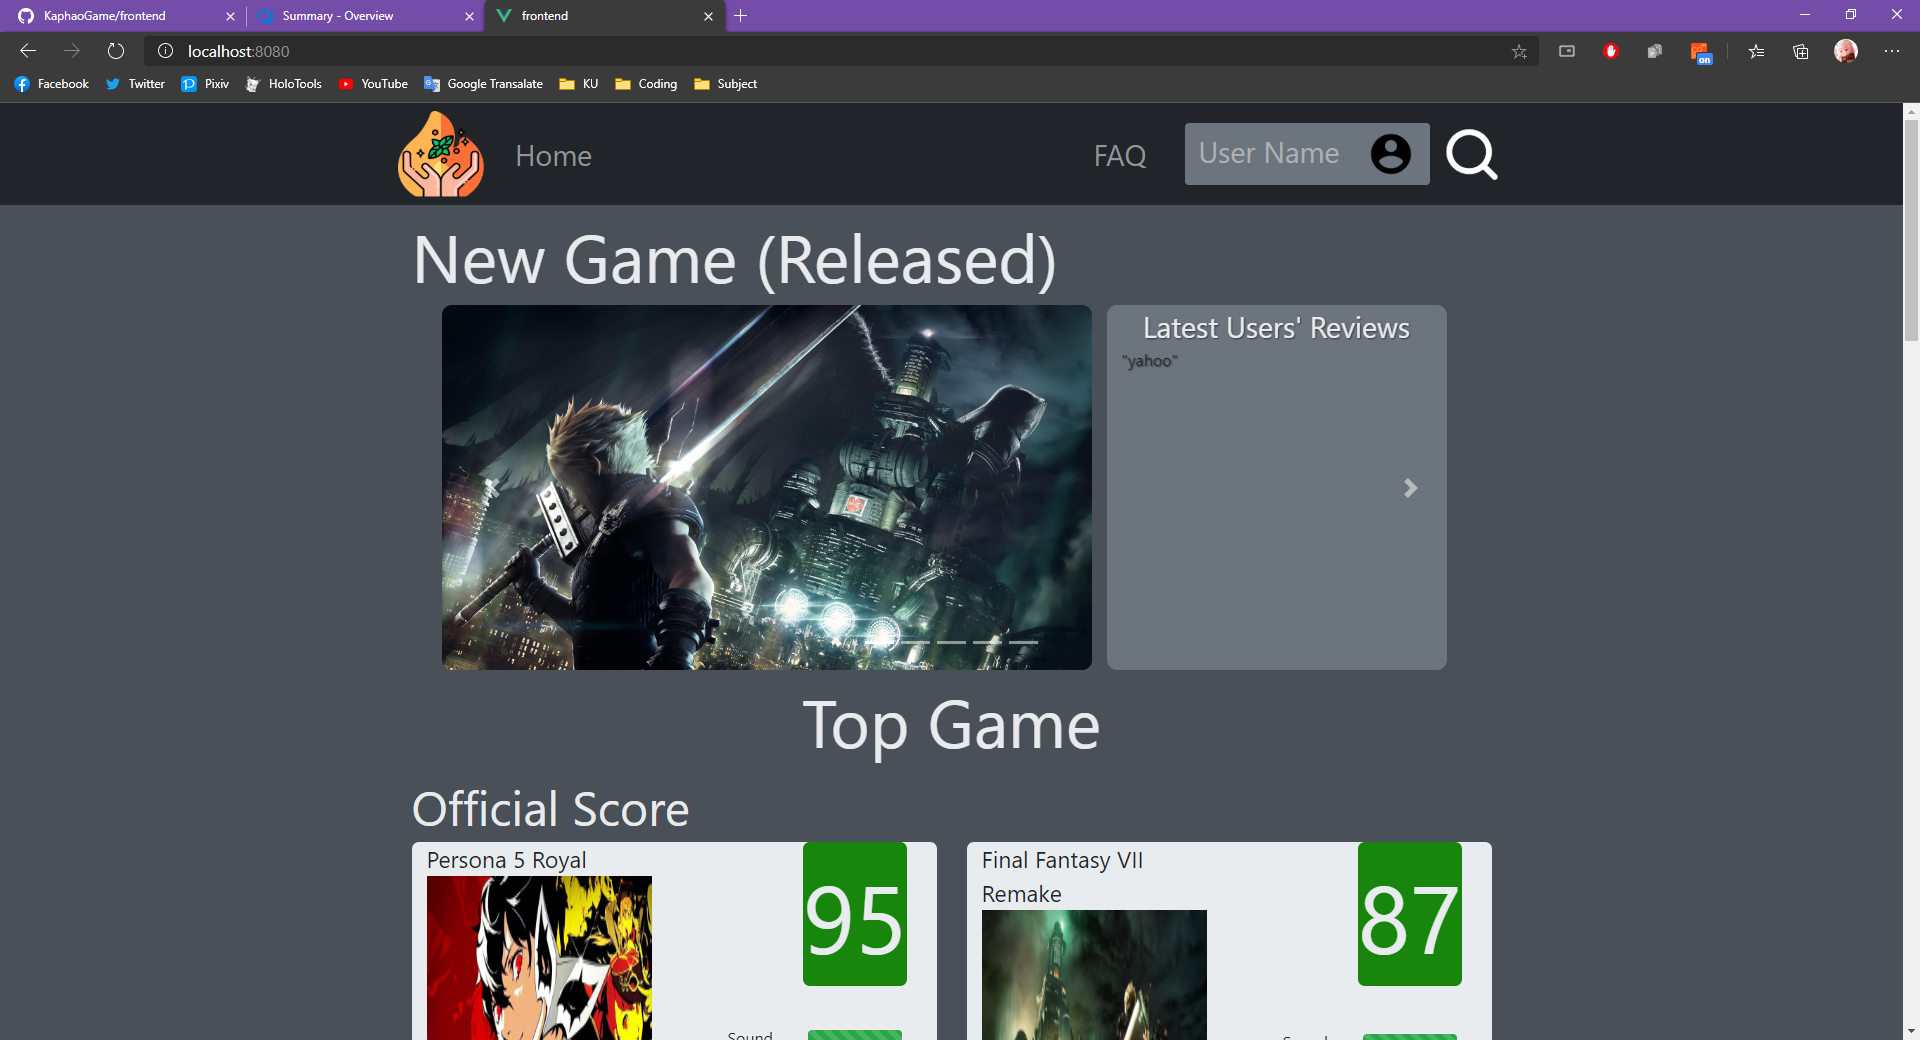 KaphaoGame/frontend
Summary - Overview
frontend
localhost:8080
on
Facebook
Twitter
Pixiv
HoloTools
YouTube
Google Transalate
KU
Coding
Subject
Home
FAQ
User Name
New Game (Released)
Latest Users' Reviews
"yahoo"
Top Game
Official Score
Persona 5 Royal
95
Final Fantasy VII
Remake
87
Sound